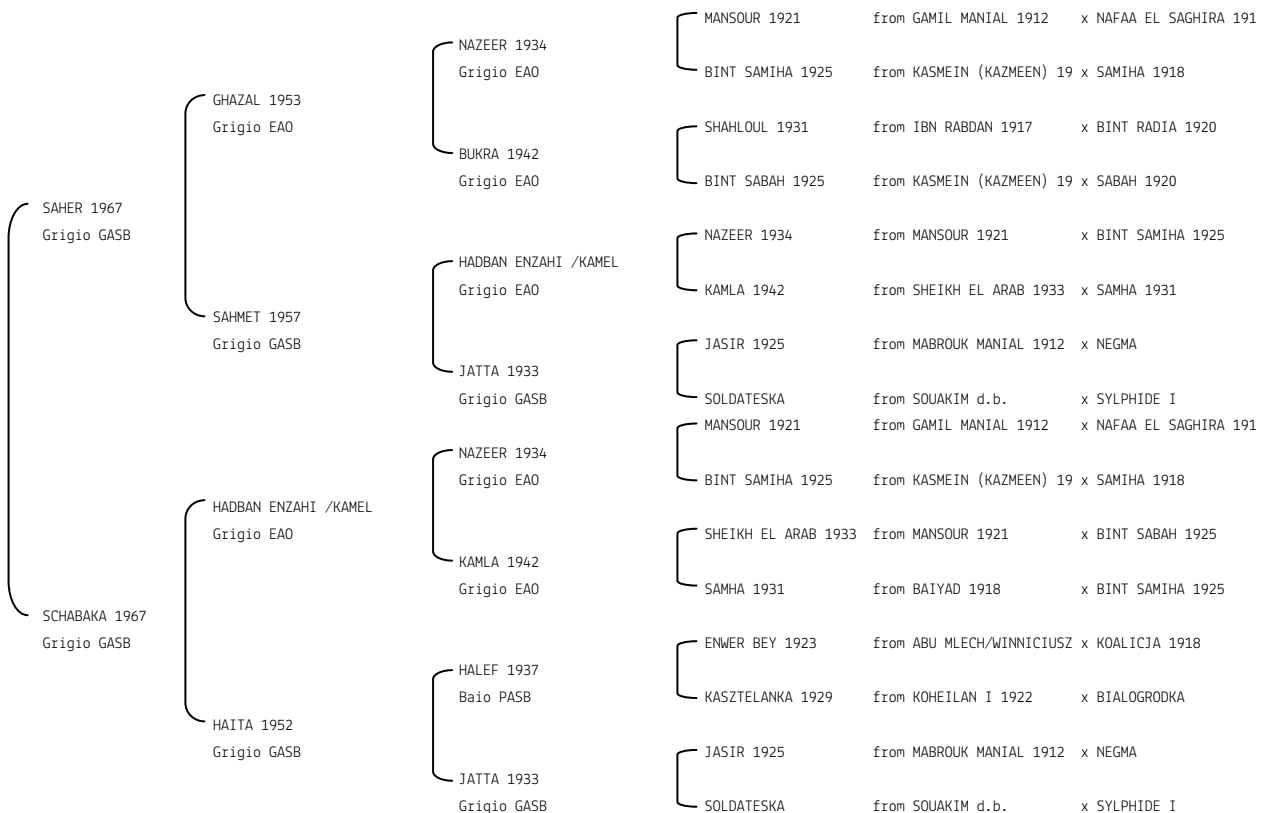 MANSOUR 1921 from GAMIL MANIAL 1912 x NAFAA EL SAGHIRA 191
NAZEER 1934
Grigio EAO
BINT SAMIHA 1925 from KASMEIN (KAZMEEN) 19 x SAMIHA 1918
GHAZAL 1953
Grigio EAO
SHAHLOUL 1931 from IBN RABDAN 1917 x BINT RADIA 1920
BUKRA 1942
Grigio EAO
BINT SABAH 1925 from KASMEIN (KAZMEEN) 19 x SABAH 1920
SAHER 1967
Grigio GASB
NAZEER 1934 from MANSOUR 1921 x BINT SAMIHA 1925
HADBAN ENZAHI /KAMEL
Grigio EAO
KAMLA 1942 from SHEIKH EL ARAB 1933 x SAMHA 1931
SAHMET 1957
Grigio GASB
JASIR 1925 from MABROUK MANIAL 1912 x NEGMA
JATTA 1933
Grigio GASB
SOLDATESKA from SOUAKIM d.b. x SYLPHIDE I
MANSOUR 1921 from GAMIL MANIAL 1912 x NAFAA EL SAGHIRA 191
NAZEER 1934
Grigio EAO
BINT SAMIHA 1925 from KASMEIN (KAZMEEN) 19 x SAMIHA 1918
HADBAN ENZAHI /KAMEL
Grigio EAO
SHEIKH EL ARAB 1933 from MANSOUR 1921 x BINT SABAH 1925
KAMLA 1942
Grigio EAO
SAMHA 1931 from BAIYAD 1918 x BINT SAMIHA 1925
SCHABAKA 1967
Grigio GASB
ENWER BEY 1923 from ABU MLECH/WINNICIUSZ x KOALICJA 1918
HALEF 1937
Baio PASB
KASZTELANKA 1929 from KOHEILAN I 1922 x BIALOGRODKA
HAITA 1952
Grigio GASB
JASIR 1925 from MABROUK MANIAL 1912 x NEGMA
JATTA 1933
Grigio GASB
SOLDATESKA from SOUAKIM d.b. x SYLPHIDE I